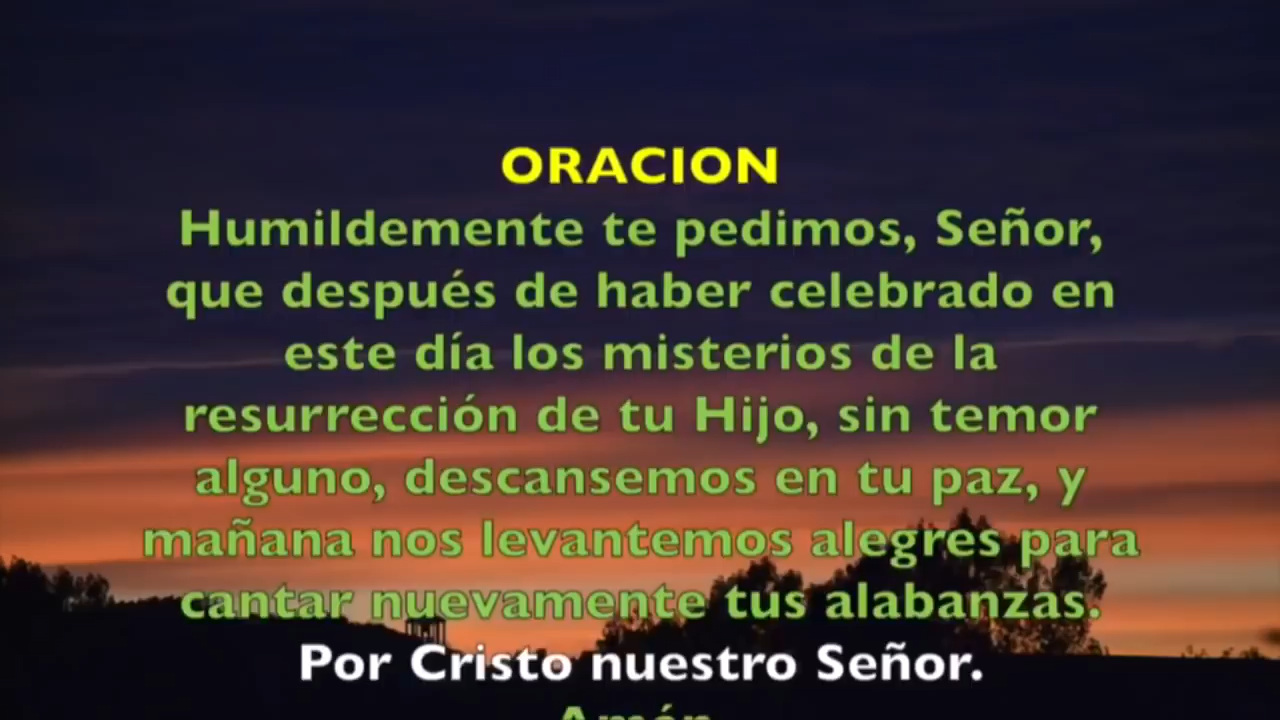 ORACION
Humildemente te pedimos, Señor,
que después de haber celebrado en
este día los misterios de la
resurrección de tu Hijo, sin temor
alguno, descansemos en tu paz, y
mañana nos levantemos alegres para
cantar nuevamente tus alabanzas.
Por Cristo nuestro Señor.
Amén